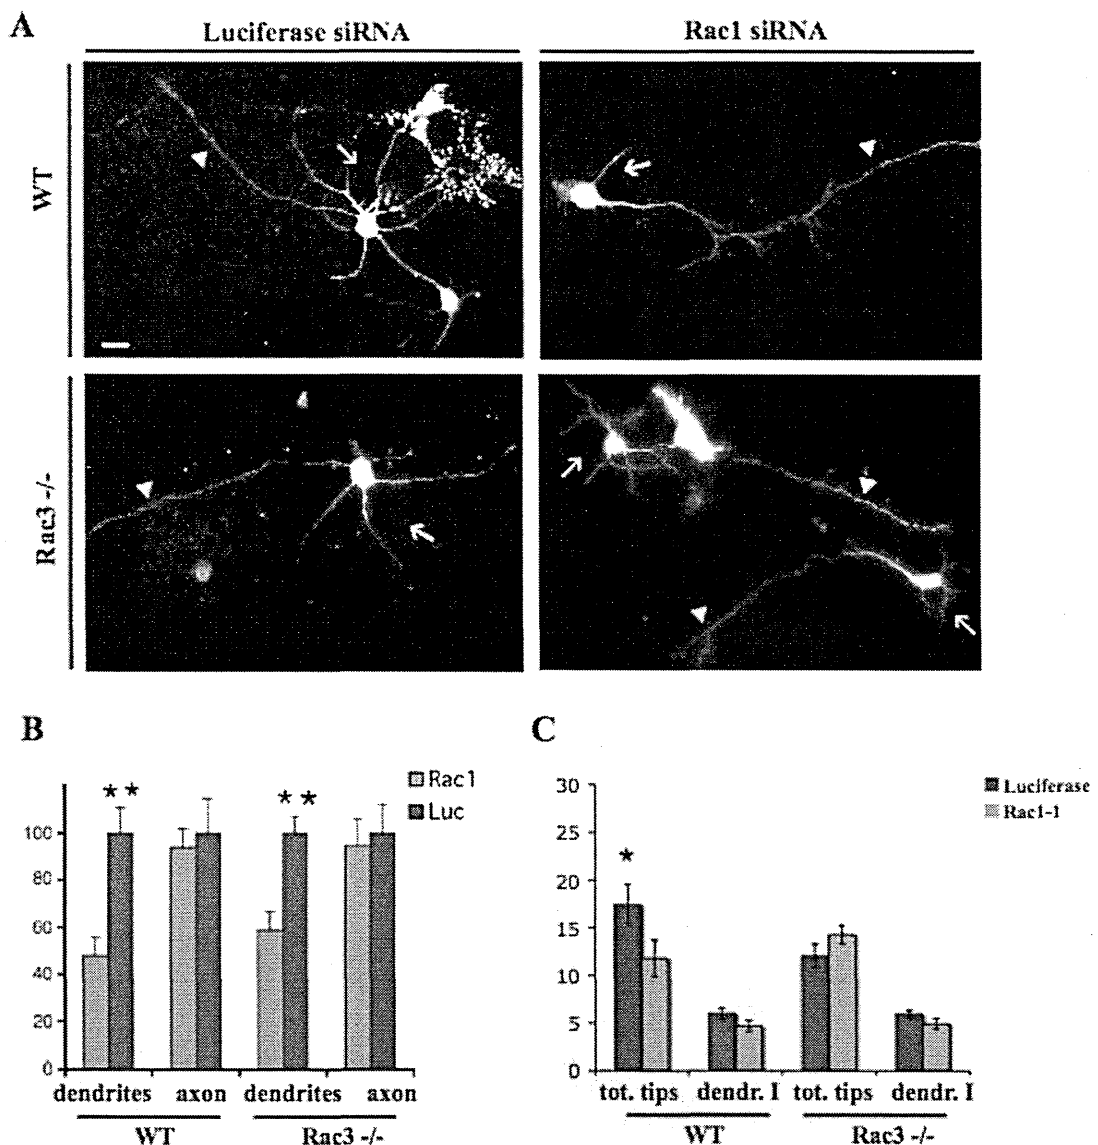 A
Luciferase siRNA
Rac1 siRNA
WT
Rac3 -/-
B
Rac1
Luc
**
**
100
80
60
40
20
0
dendrites axon dendrites axon
WT Rac3 -/-
C
Luciferase
Rac1-1
*
30
25
20
15
10
5
0
tot. tips dendr. I tot. tips dendr. I
WT Rac3 -/-